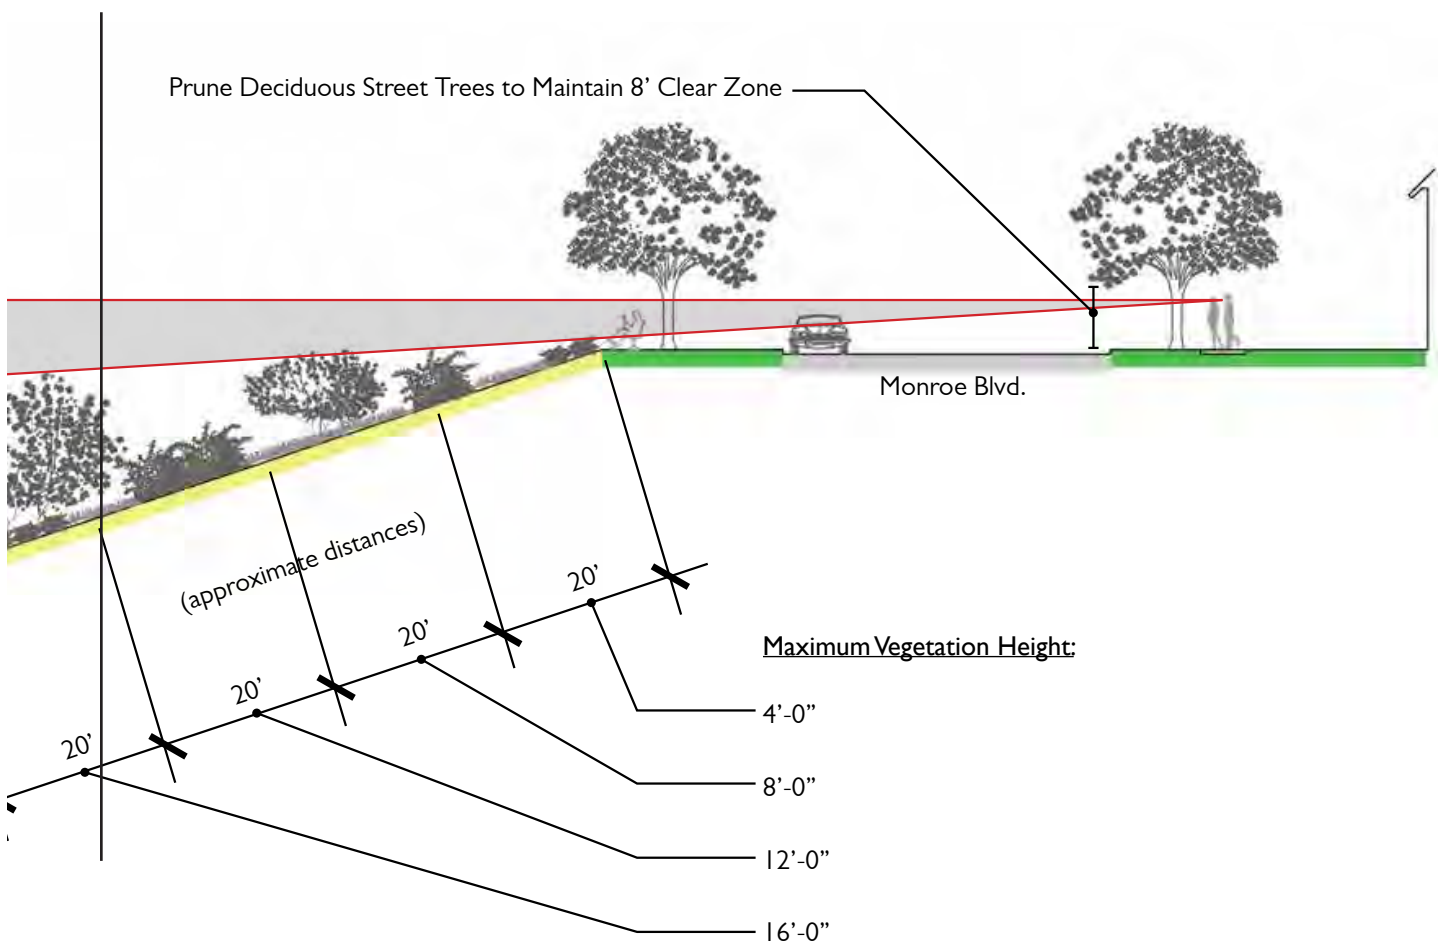 Prune Deciduous Street Trees to Maintain 8’ Clear Zone
Monroe Blvd.
(approximate distances)
20’
20’
20’
20’
Maximum Vegetation Height:
4’-0”
8’-0”
12’-0”
16’-0”